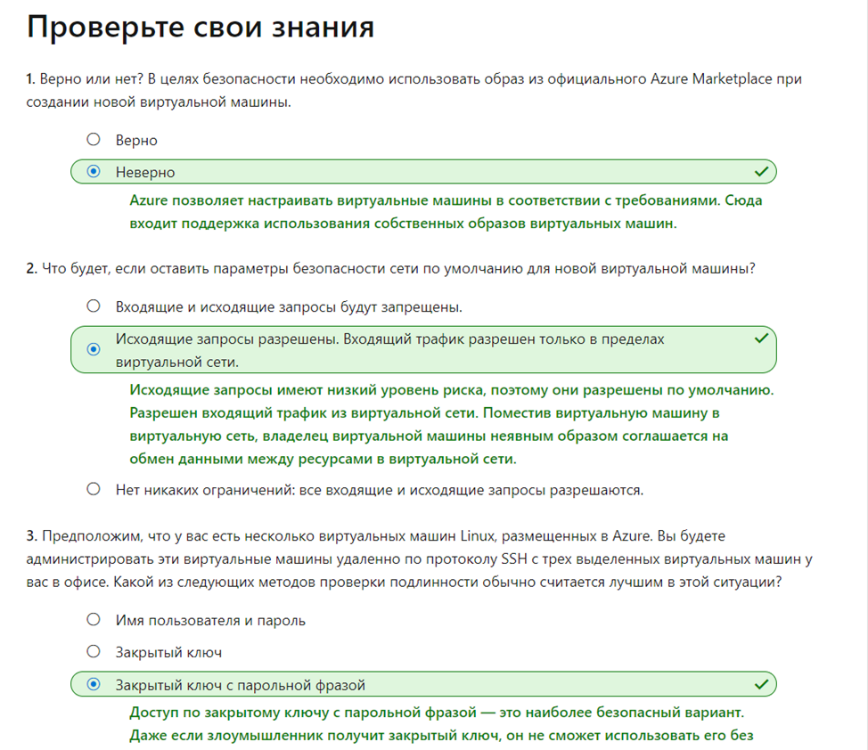 Проверьте свои знания
1. Верно или нет? В целях безопасности необходимо использовать образ из официального Azure Marketplace при
создании новой виртуальной машины.
Верно
Неверно
Azure позволяет настраивать виртуальные машины в соответствии с требованиями. Сюда
входит поддержка использования собственных образов виртуальных машин.
2. Что будет, если оставить параметры безопасности сети по умолчанию для новой виртуальной машины?
Входящие и исходящие запросы будут запрещены.
Исходящие запросы разрешены. Входящий трафик разрешен только в пределах
виртуальной сети.
Исходящие запросы имеют низкий уровень риска, поэтому они разрешены по умолчанию.
Разрешен входящий трафик из виртуальной сети. Поместив виртуальную машину в
виртуальную сеть, владелец виртуальной машины неявным образом соглашается на
обмен данными между ресурсами в виртуальной сети.
Нет никаких ограничений: все входящие и исходящие запросы разрешаются.
3. Предположим, что у вас есть несколько виртуальных машин Linux, размещенных в Azure. Вы будете
администрировать эти виртуальные машины удаленно по протоколу SSH с трех выделенных виртуальных машин у
вас в офисе. Какой из следующих методов проверки подлинности обычно считается лучшим в этой ситуации?
Имя пользователя и пароль
Закрытый ключ
Закрытый ключ с парольной фразой
Доступ по закрытому ключу с парольной фразой — это наиболее безопасный вариант.
Даже если злоумышленник получит закрытый ключ, он не сможет использовать его без